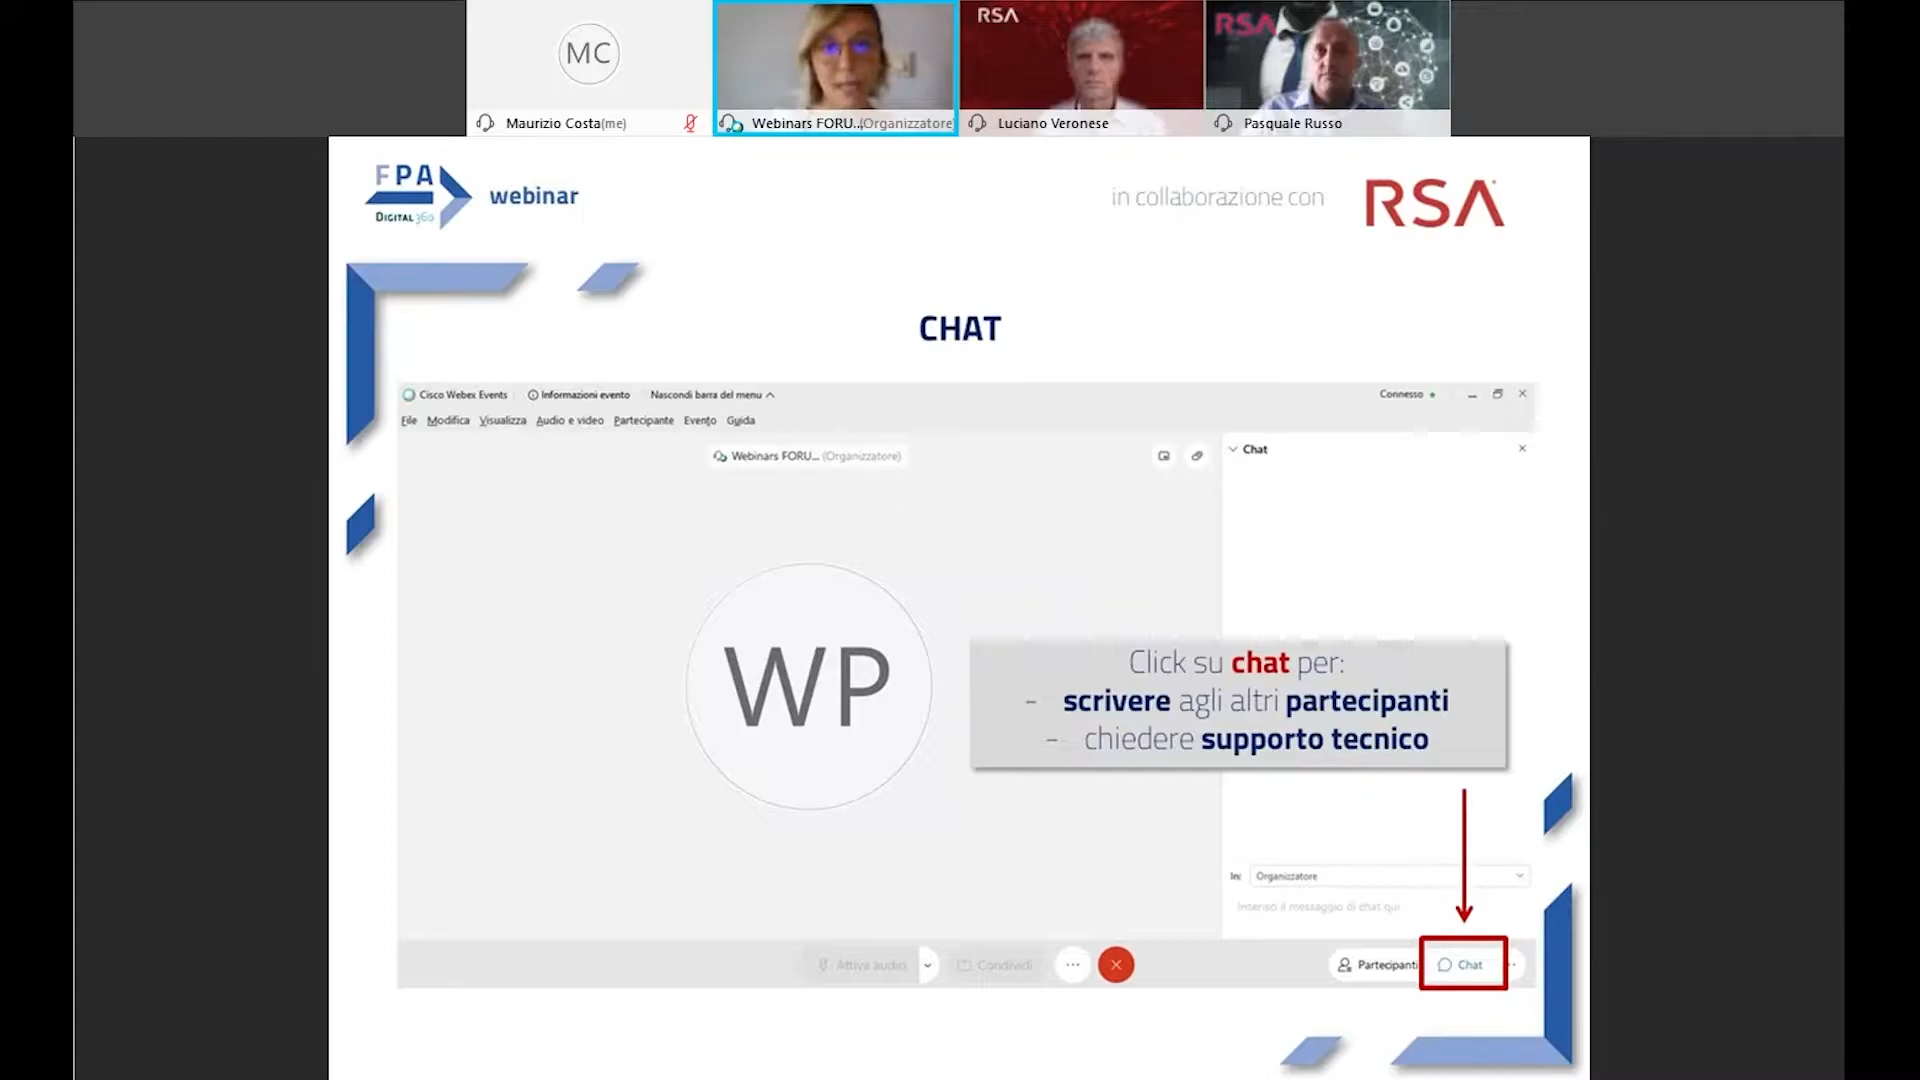 MC
RSA
RSA
Maurizio Costa(me)
Webinars FORU...(Organizzatore)
Luciano Veronese
Pasquale Russo
FPA
DIGITAL360
webinar
in collaborazione con
RSA
CHAT
Cisco Webex Events
Informazioni evento
Nascondi barra del menu
Connesso
File Modifica Visualizza Audio e video Partecipante Evento Guida
Webinars FORU... (Organizzatore)
Chat
WP
Click su chat per:
- scrivere agli altri partecipanti
- chiedere supporto tecnico
In: Organizzatore
Inserisci il messaggio di chat qui
Attiva audio
Condividi
Partecipanti
Chat